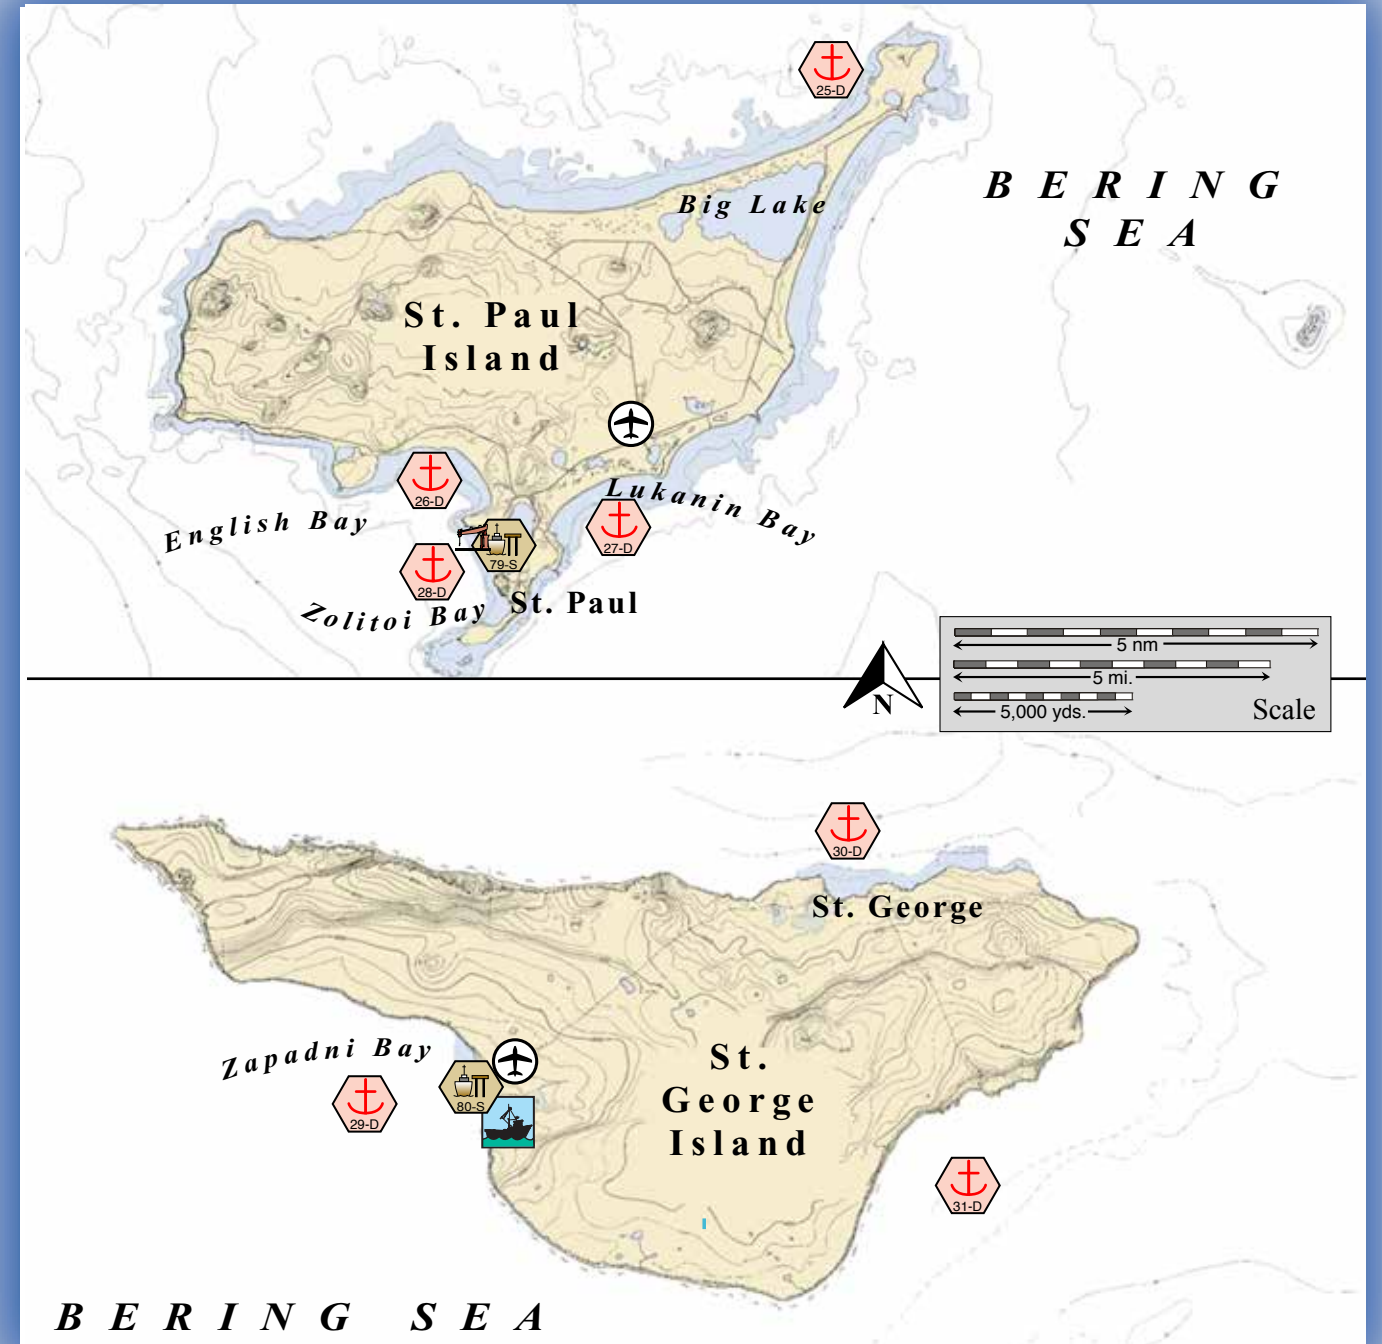 25-D
B E R I N G
S E A
Big Lake
St. Paul
Island
26-D
Lukanin Bay
English Bay
27-D
79-S
28-D
Zolitoi Bay
St. Paul
5 nm
5 mi.
5,000 yds.
Scale
N
30-D
St. George
Zapadni Bay
St.
George
Island
80-S
29-D
31-D
B E R I N G S E A